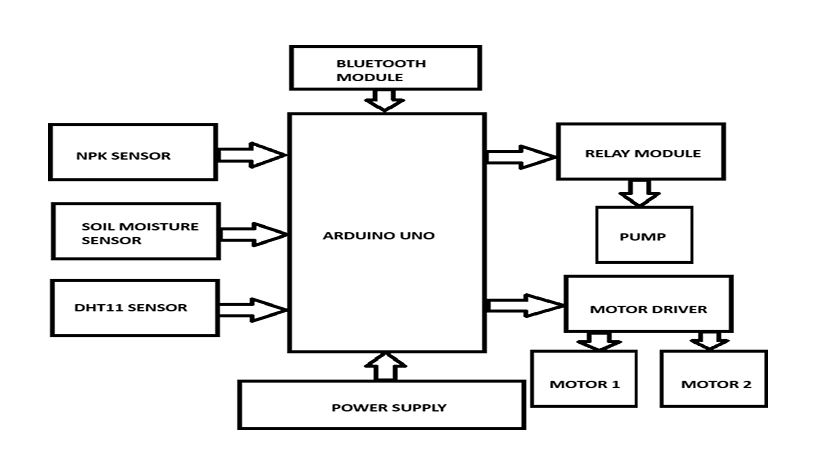 BLUETOOTH
MODULE
NPK SENSOR
RELAY MODULE
SOIL MOISTURE
SENSOR
ARDUINO UNO
PUMP
DHT11 SENSOR
MOTOR DRIVER
MOTOR 1
MOTOR 2
POWER SUPPLY